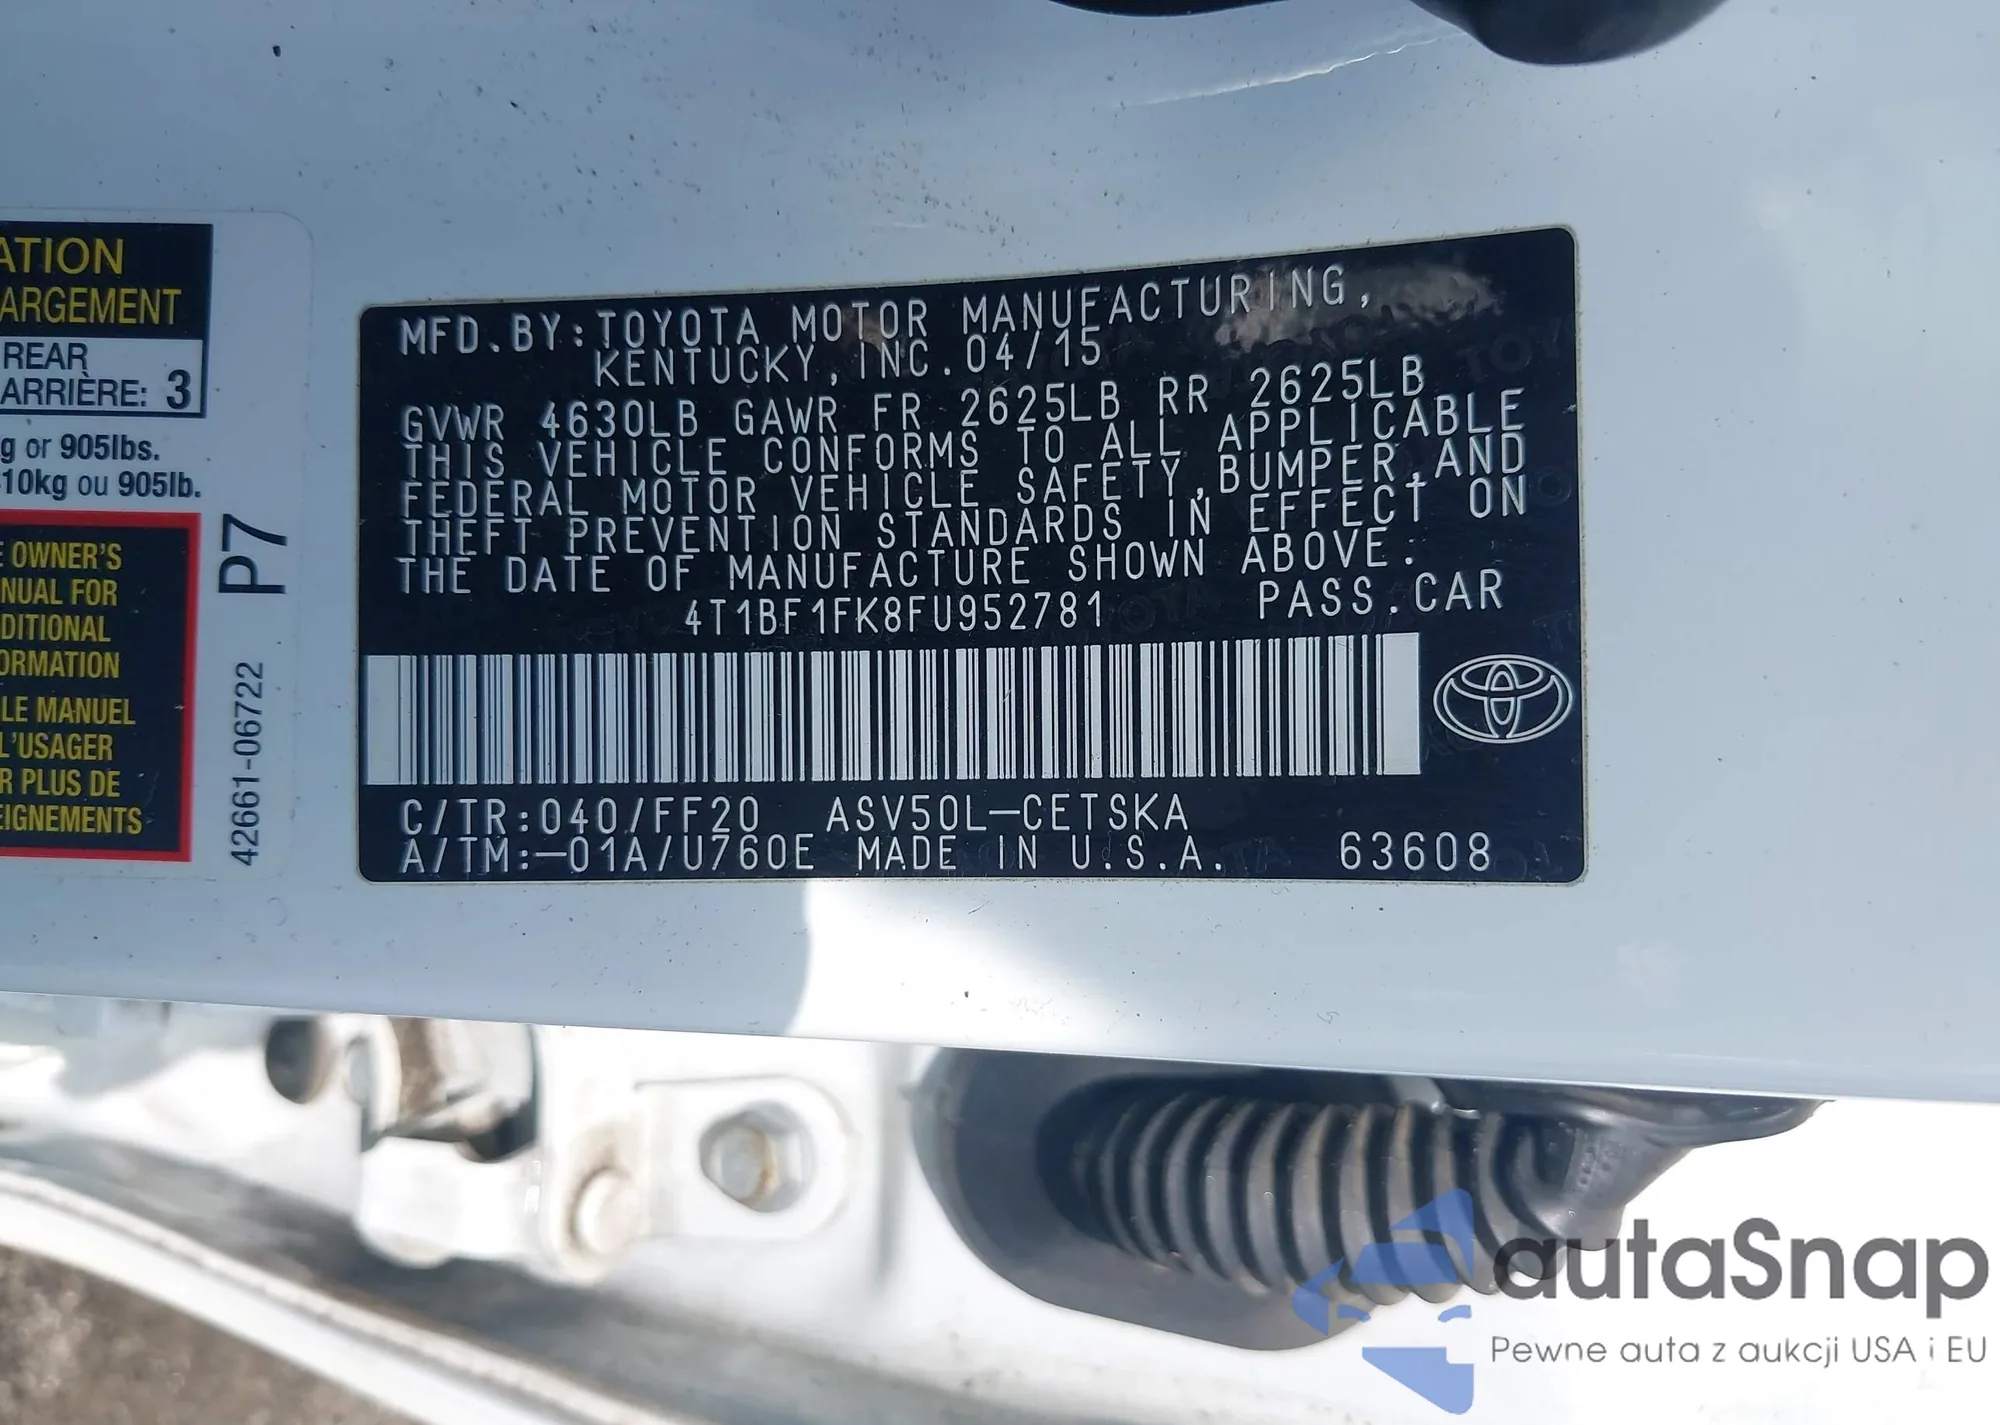 ATION
ARGEMENT
REAR
ARRIÈRE: 3
g or 905lbs.
10kg ou 905lb.
E OWNER'S
NUAL FOR
DITIONAL
ORMATION
LE MANUEL
L'USAGER
R PLUS DE
EIGNEMENTS
P7
42661-06722
MFD.BY:TOYOTA MOTOR MANUFACTURING,
KENTUCKY,INC.04/15
GVWR 4630LB GAWR FR 2625LB RR 2625LB
THIS VEHICLE CONFORMS TO ALL APPLICABLE
FEDERAL MOTOR VEHICLE SAFETY,BUMPER,AND
THEFT PREVENTION STANDARDS IN EFFECT ON
THE DATE OF MANUFACTURE SHOWN ABOVE.
4T1BF1FK8FU952781 PASS.CAR
C/TR:040/FF20 ASV50L-CETSKA
A/TM:-01A/U760E MADE IN U.S.A. 63608
autaSnap
Pewne auta z aukcji USA i EU